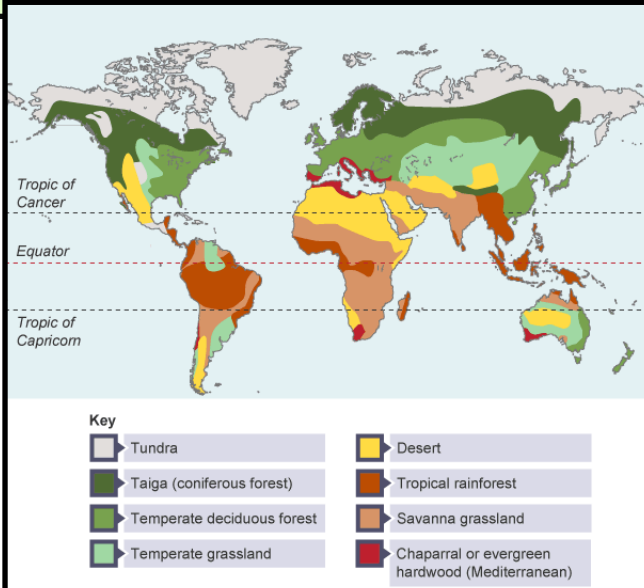 Tropic of
Cancer
Equator
Tropic of
Capricorn
Key
Tundra
Taiga (coniferous forest)
Temperate deciduous forest
Temperate grassland
Desert
Tropical rainforest
Savanna grassland
Chaparral or evergreen
hardwood (Mediterranean)